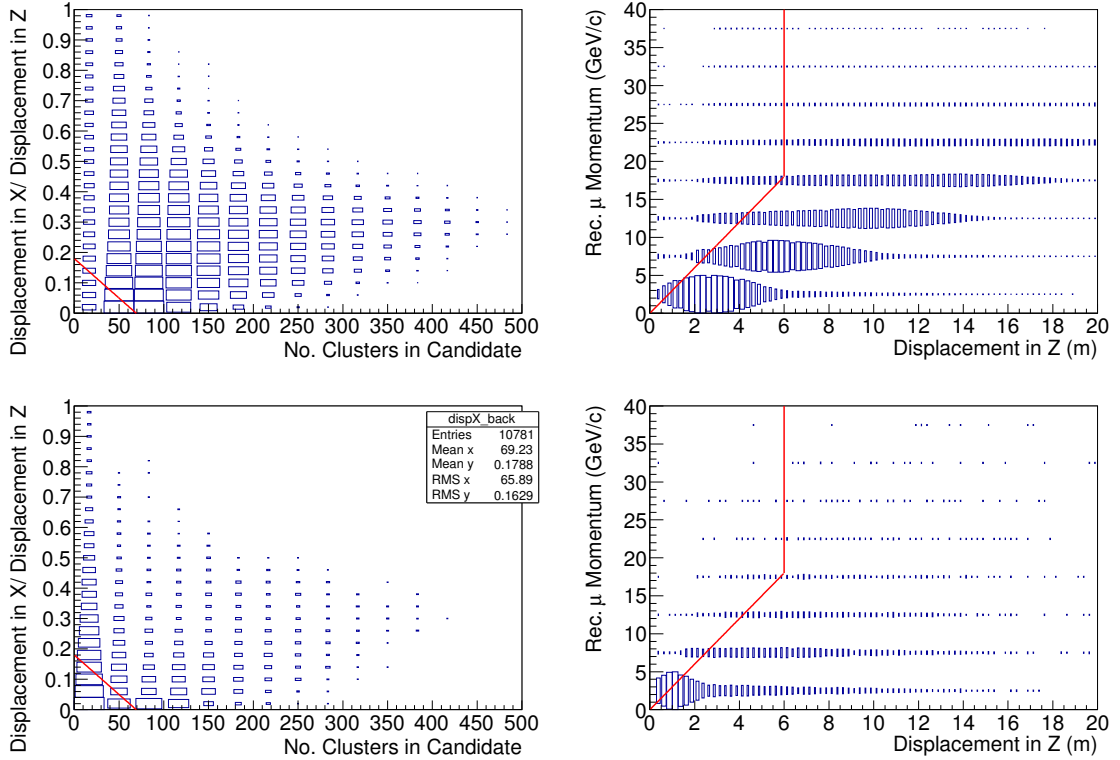 Displacement in X/ Displacement in Z
1
0.9
0.8
0.7
0.6
0.5
0.4
0.3
0.2
0.1
0
0 50 100 150 200 250 300 350 400 450 500
No. Clusters in Candidate
Rec. μ Momentum (GeV/c)
40
35
30
25
20
15
10
5
0
0 2 4 6 8 10 12 14 16 18 20
Displacement in Z (m)
Displacement in X/ Displacement in Z
1
0.9
0.8
0.7
0.6
0.5
0.4
0.3
0.2
0.1
0
0 50 100 150 200 250 300 350 400 450 500
No. Clusters in Candidate
dispX_back
Entries 10781
Mean x 69.23
Mean y 0.1788
RMS x 65.89
RMS y 0.1629
Rec. μ Momentum (GeV/c)
40
35
30
25
20
15
10
5
0
0 2 4 6 8 10 12 14 16 18 20
Displacement in Z (m)